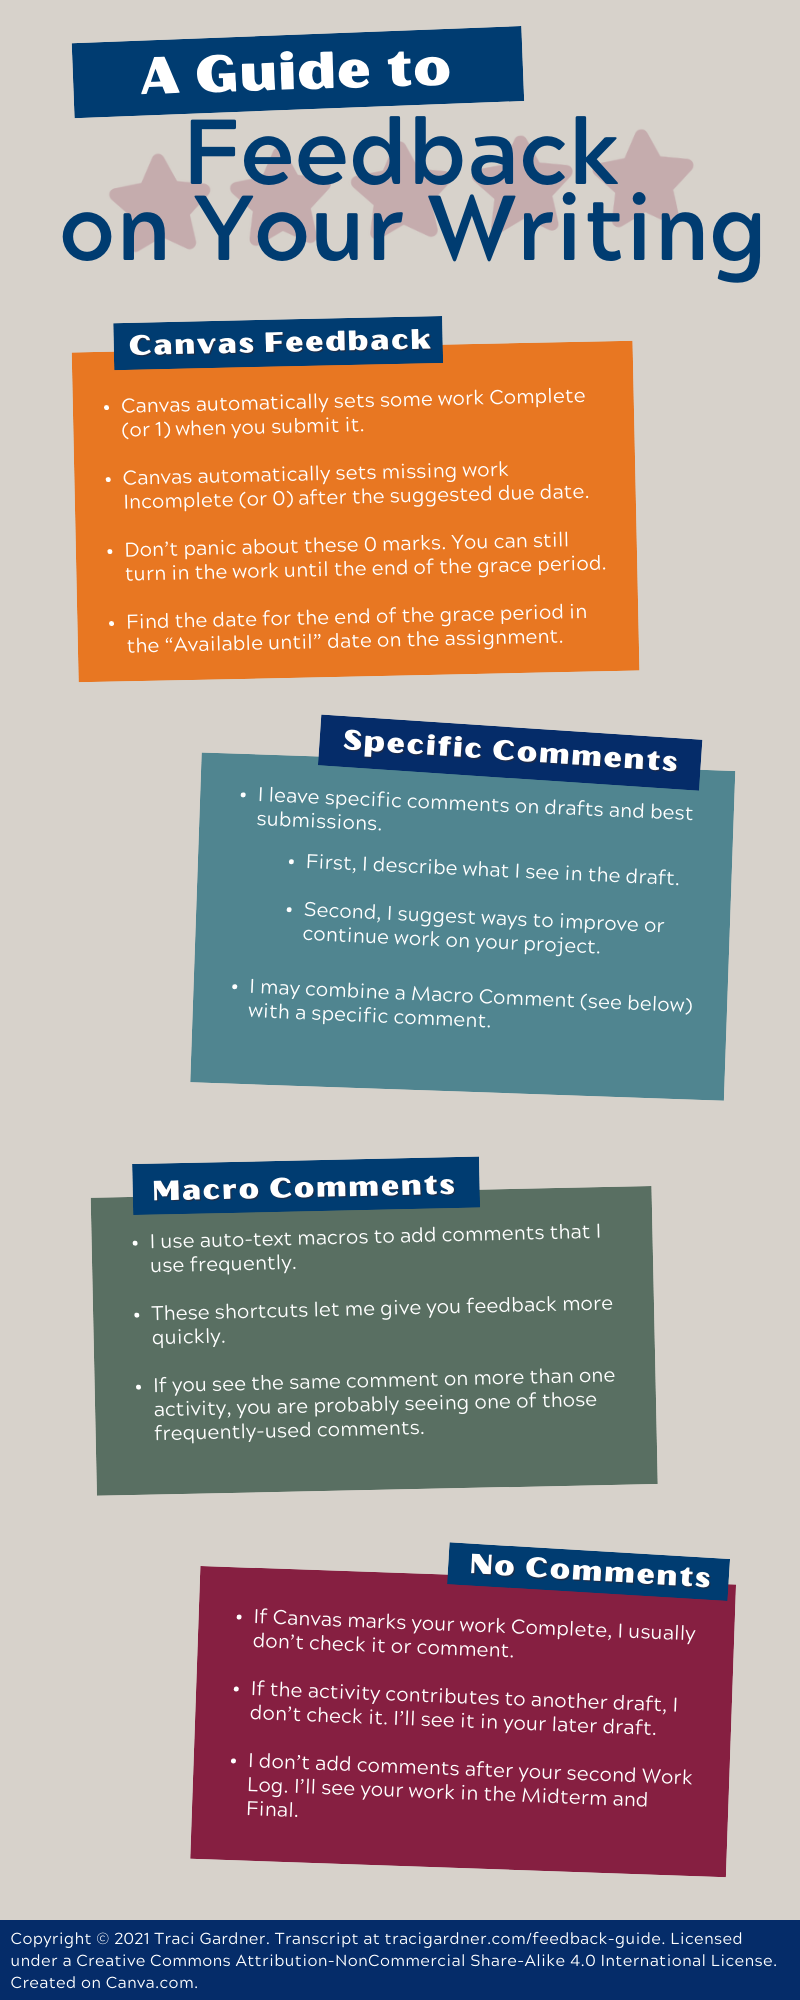 A Guide to
Feedback
on Your Writing
Canvas Feedback
• Canvas automatically sets some work Complete
(or 1) when you submit it.
• Canvas automatically sets missing work
Incomplete (or 0) after the suggested due date.
• Don't panic about these 0 marks. You can still
turn in the work until the end of the grace period.
• Find the date for the end of the grace period in
the “Available until” date on the assignment.
Specific Comments
• I leave specific comments on drafts and best
submissions.
• First, I describe what I see in the draft.
• Second, I suggest ways to improve or
continue work on your project.
• I may combine a Macro Comment (see below)
with a specific comment.
Macro Comments
• I use auto-text macros to add comments that I
use frequently.
• These shortcuts let me give you feedback more
quickly.
• If you see the same comment on more than one
activity, you are probably seeing one of those
frequently-used comments.
No Comments
• If Canvas marks your work Complete, I usually
don't check it or comment.
• If the activity contributes to another draft, I
don't check it. I'll see it in your later draft.
• I don't add comments after your second Work
Log. I'll see your work in the Midterm and
Final.
Copyright © 2021 Traci Gardner. Transcript at tracigardner.com/feedback-guide. Licensed
under a Creative Commons Attribution-NonCommercial Share-Alike 4.0 International License.
Created on Canva.com.